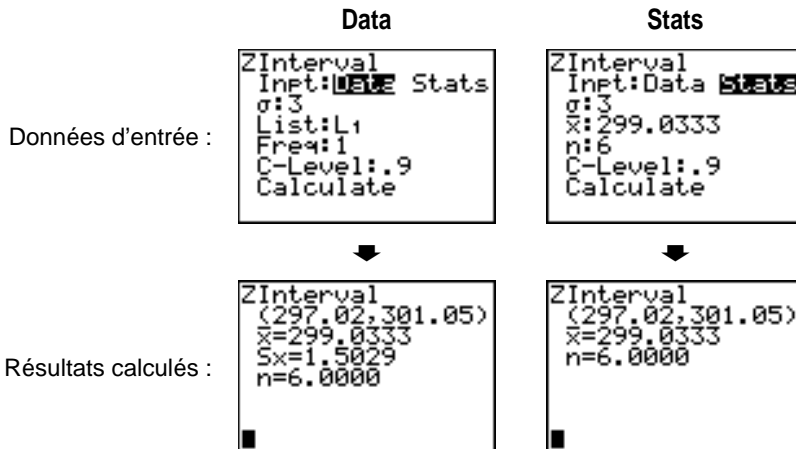 Data
Stats
Données d’entrée :
ZInterval
Inpt:Data Stats
σ:3
List:L₁
Freq:1
C-Level:.9
Calculate
ZInterval
Inpt:Data Stats
σ:3
x̄:299.0333
n:6
C-Level:.9
Calculate
Résultats calculés :
ZInterval
(297.02,301.05)
x̄=299.0333
Sx=1.5029
n=6.0000
ZInterval
(297.02,301.05)
x̄=299.0333
n=6.0000